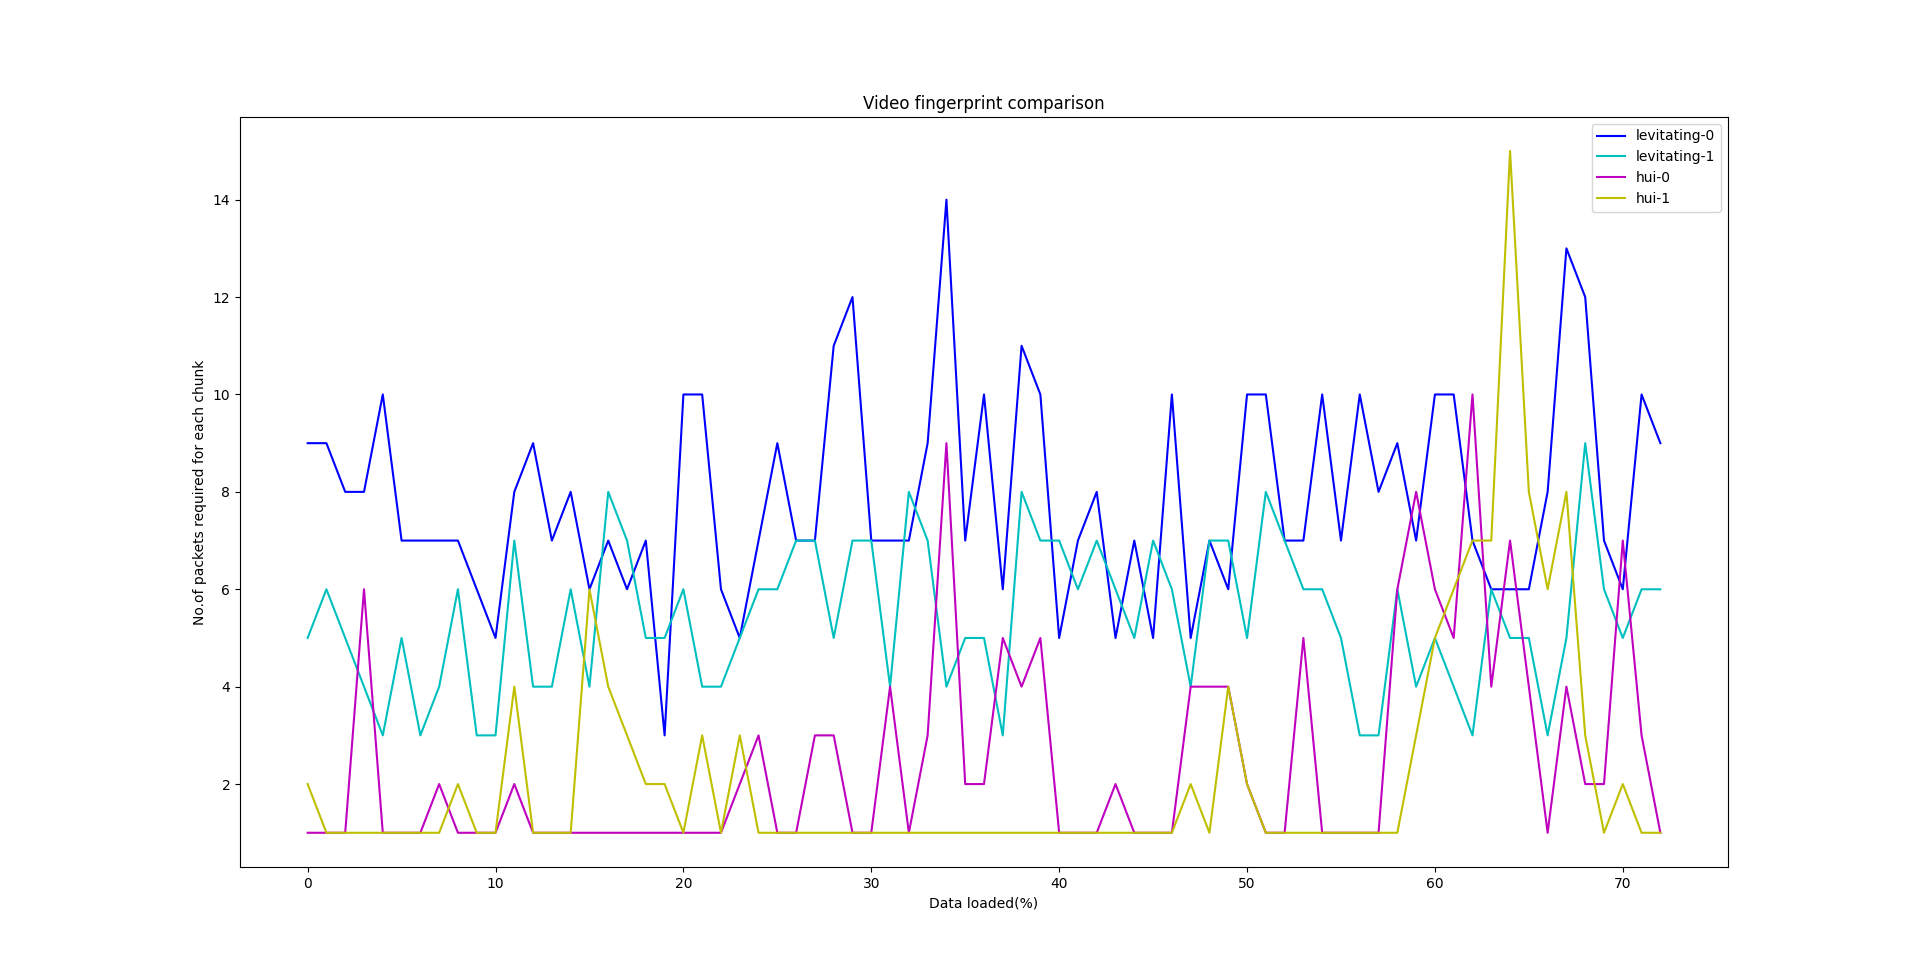 Video fingerprint comparison
levitating-0
levitating-1
hui-0
hui-1
No.of packets required for each chunk
14
12
10
8
6
4
2
0 10 20 30 40 50 60 70
Data loaded(%)